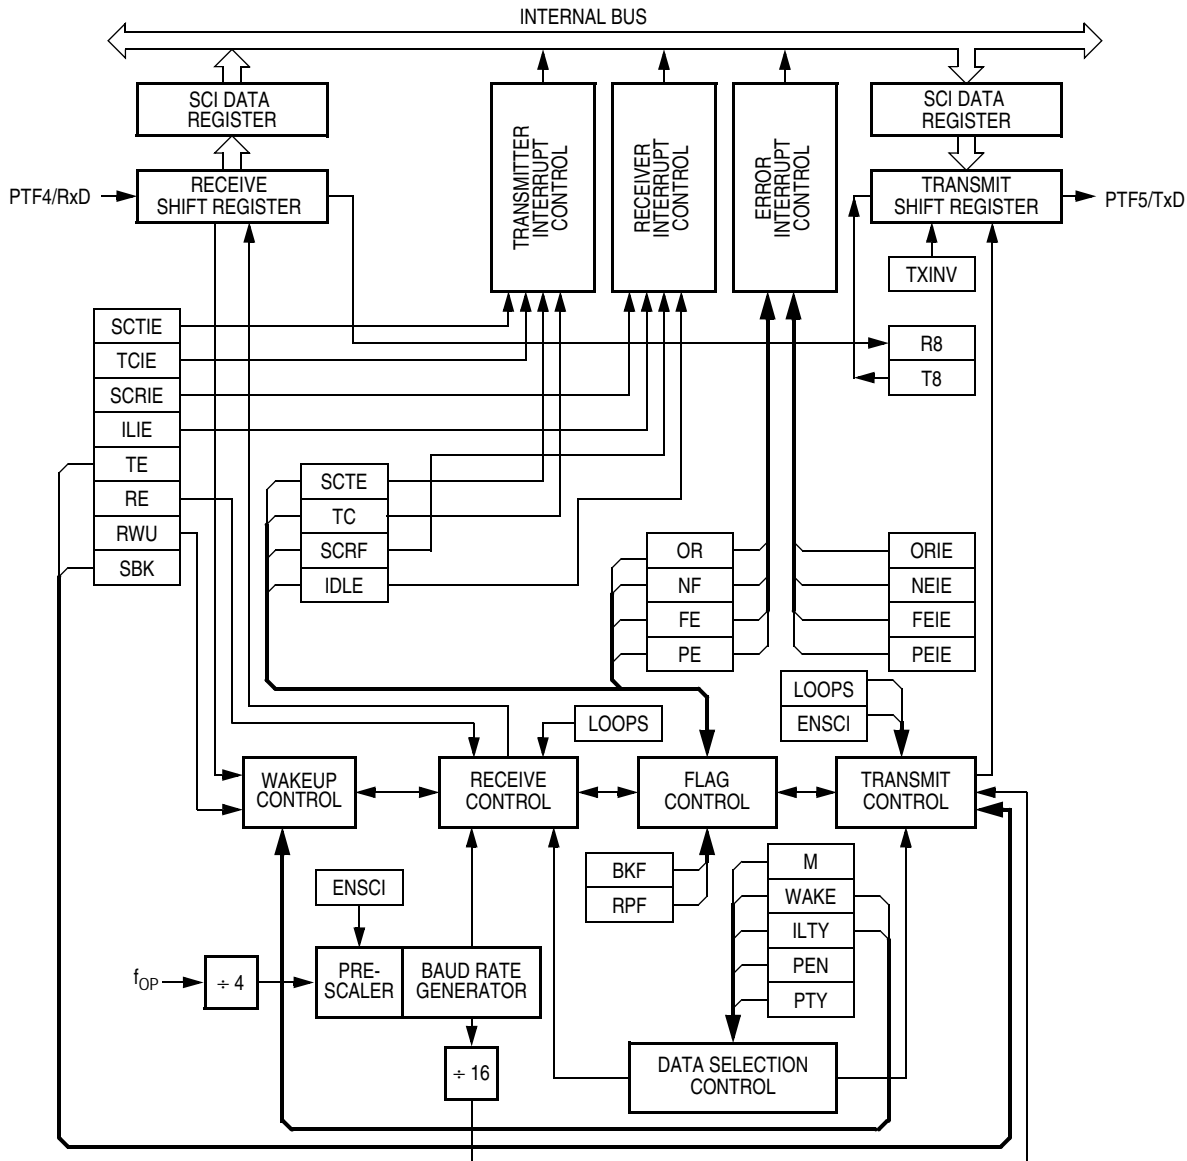 INTERNAL BUS
SCI DATA
REGISTER
SCI DATA
REGISTER
TRANSMITTER
INTERRUPT
CONTROL
RECEIVER
INTERRUPT
CONTROL
ERROR
INTERRUPT
CONTROL
PTF4/RxD
RECEIVE
SHIFT REGISTER
TRANSMIT
SHIFT REGISTER
PTF5/TxD
TXINV
SCTIE
TCIE
SCRIE
ILIE
TE
RE
RWU
SBK
R8
T8
SCTE
TC
SCRF
IDLE
OR
NF
FE
PE
ORIE
NEIE
FEIE
PEIE
LOOPS
LOOPS
ENSCI
WAKEUP
CONTROL
RECEIVE
CONTROL
FLAG
CONTROL
TRANSMIT
CONTROL
ENSCI
BKF
RPF
M
WAKE
ILTY
PEN
PTY
fOP
÷ 4
PRE-
SCALER
BAUD RATE
GENERATOR
÷ 16
DATA SELECTION
CONTROL